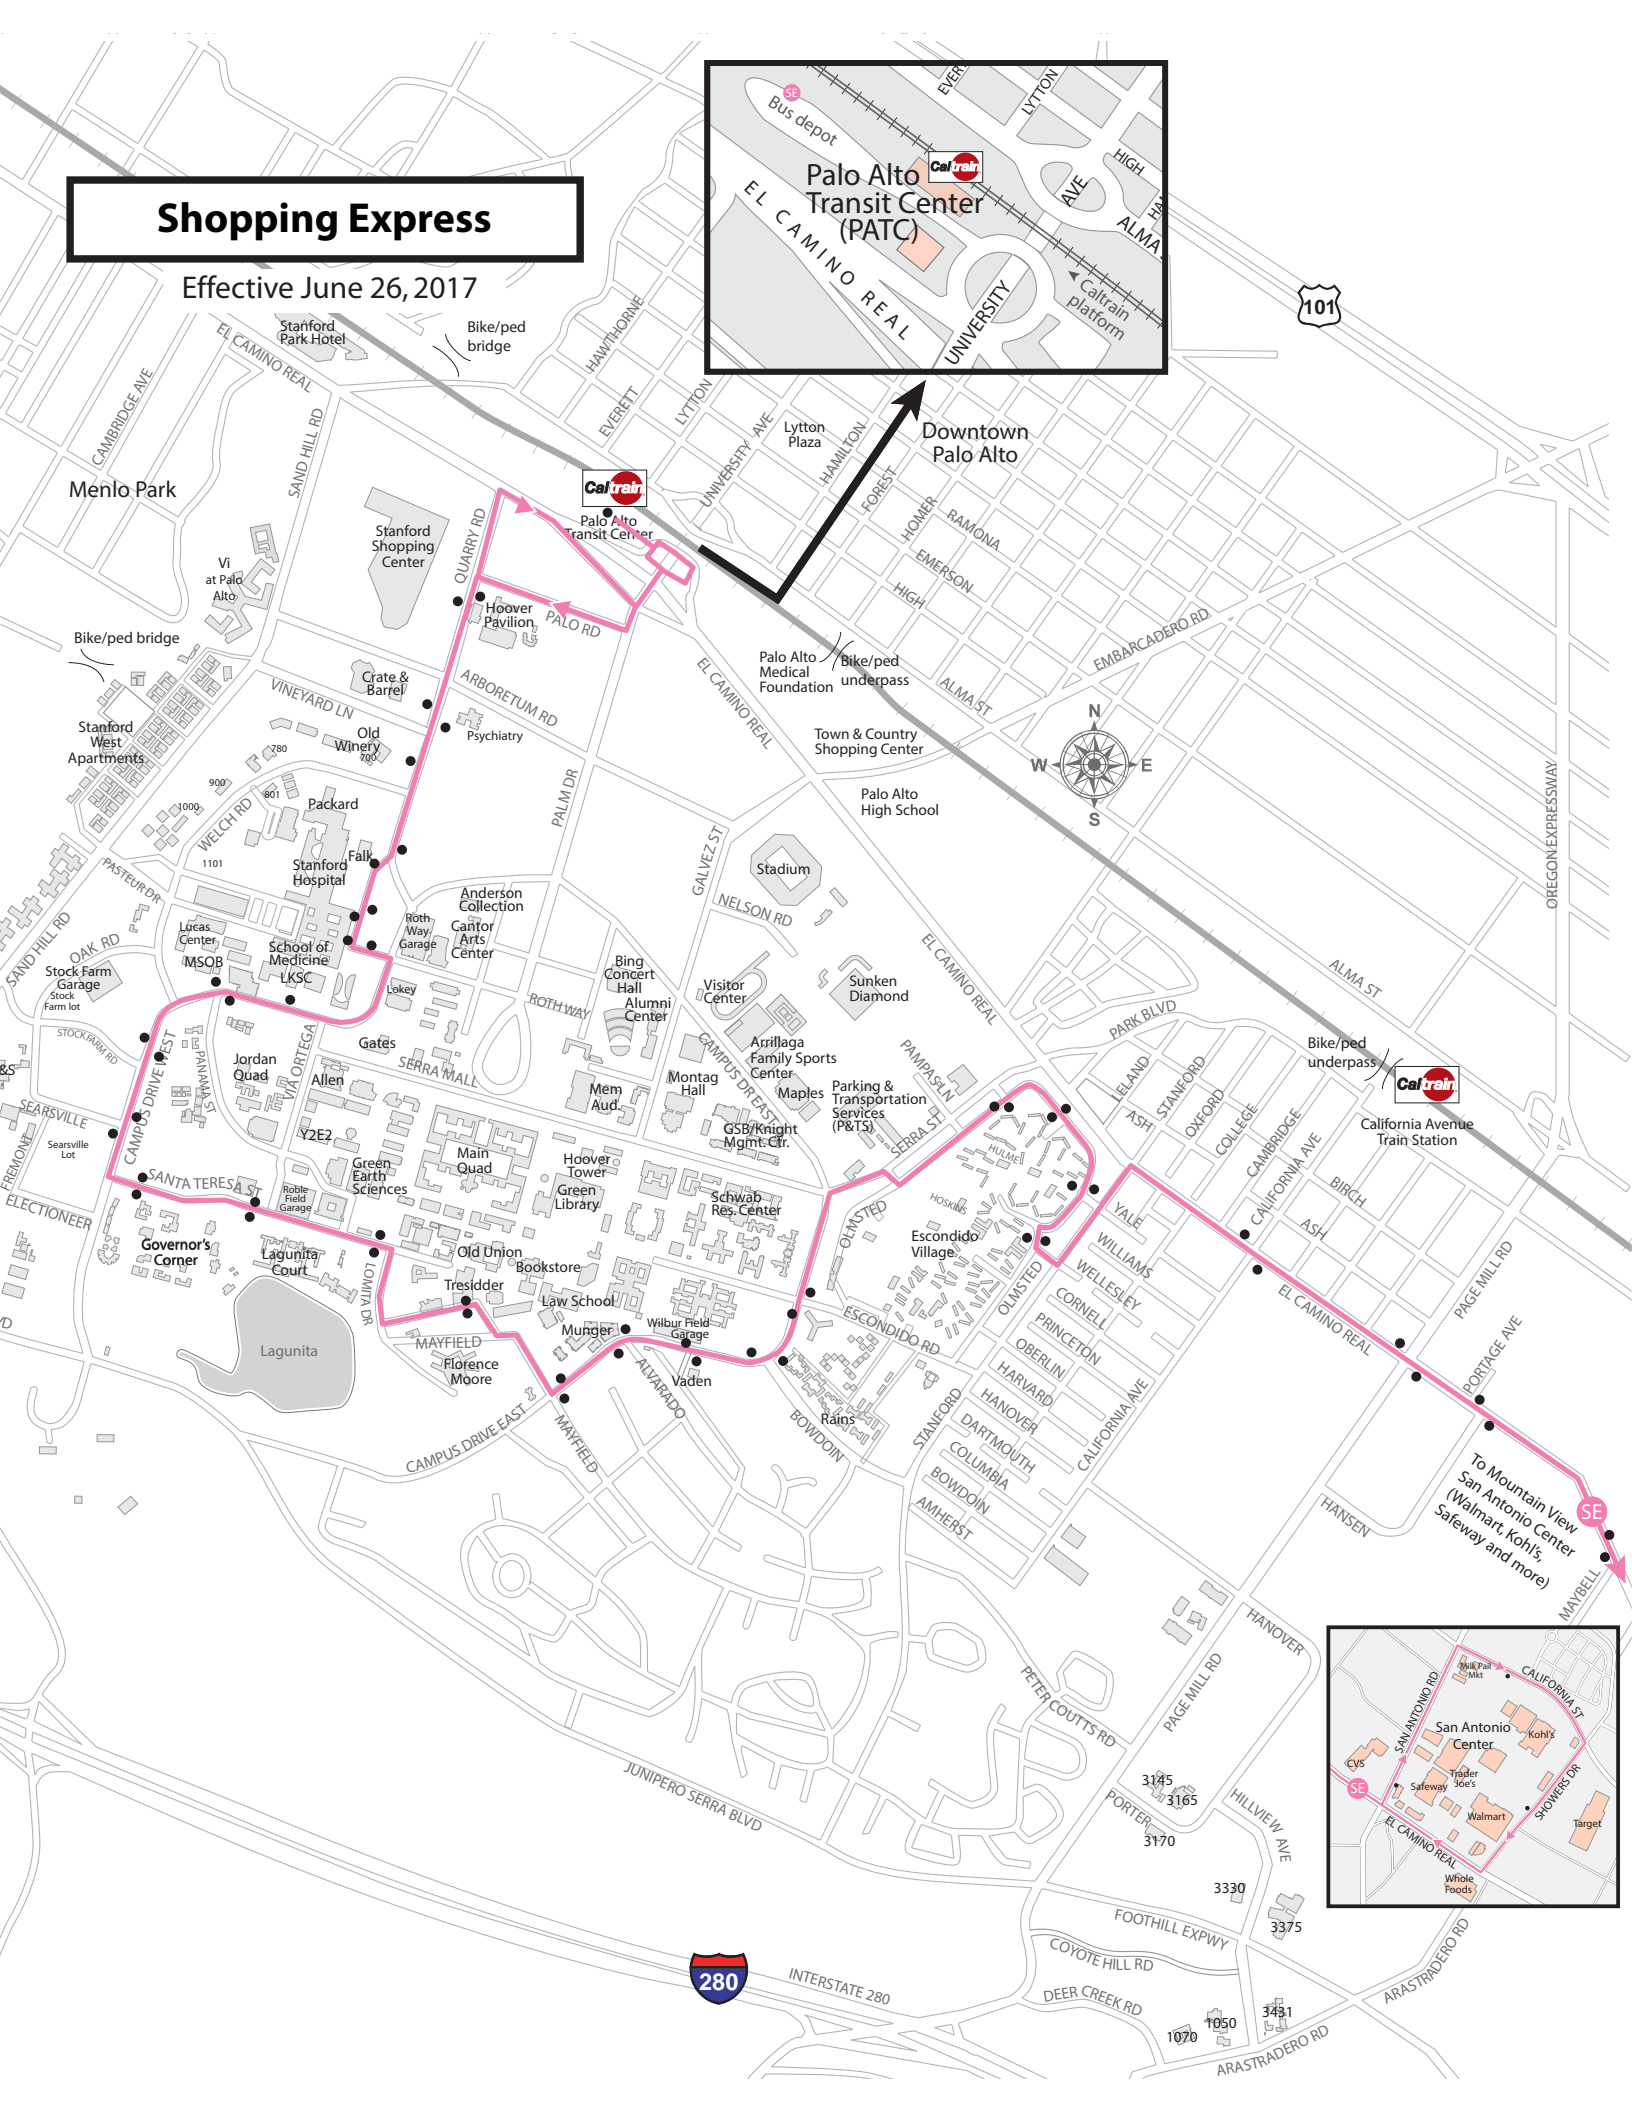 Shopping Express
Effective June 26, 2017
SE
Bus depot
Palo Alto
Transit Center
(PATC)
Caltrain
EL CAMINO REAL
UNIVERSITY
AVE
LYTTON
HIGH
ALMA
Caltrain
platform
101
Stanford
Park Hotel
Bike/ped
bridge
EL CAMINO REAL
CAMBRIDGE AVE
SAND HILL RD
Menlo Park
HAWTHORNE
EVERETT
LYTTON
UNIVERSITY AVE
Lytton
Plaza
HAMILTON
Downtown
Palo Alto
FOREST
HOMER
RAMONA
EMERSON
HIGH
Caltrain
Palo Alto
Transit Center
QUARRY RD
Stanford
Shopping
Center
Vi
at Palo
Alto
Hoover
Pavilion
PALO RD
Bike/ped bridge
EMBARCADERO RD
Palo Alto
Medical
Foundation
Bike/ped
underpass
ALMA ST
EL CAMINO REAL
Crate &
Barrel
ARBORETUM RD
VINEYARD LN
Stanford
West
Apartments
Old
Winery
700
780
Psychiatry
Town & Country
Shopping Center
N
W
E
S
900
801
1000
Packard
WELCH RD
PALM DR
Palo Alto
High School
OREGON EXPRESSWAY
1101
Falk
Stanford
Hospital
PASTEUR DR
GALVEZ ST
Stadium
NELSON RD
Anderson
Collection
Roth
Way
Garage
Cantor
Arts
Center
Lucas
Center
School of
Medicine
SAND HILL RD
OAK RD
MSOB
LKSC
Stock Farm
Garage
Stock
Farm lot
Lokey
ROTH WAY
Bing
Concert
Hall
Alumni
Center
Visitor
Center
Sunken
Diamond
EL CAMINO REAL
ALMA ST
PARK BLVD
STOCK FARM RD
CAMPUS DRIVE WEST
PANAMA ST
Jordan
Quad
VIA ORTEGA
Gates
SERRA MALL
Allen
CAMPUS DR EAST
Arrillaga
Family Sports
Center
Maples
PAMPAS LN
Parking &
Transportation
Services
(P&TS)
Mem
Aud.
Montag
Hall
GSB/Knight
Mgmt. Ctr.
SERRA ST
LELAND
ASH
STANFORD
OXFORD
COLLEGE
CAMBRIDGE
CALIFORNIA AVE
Bike/ped
underpass
Caltrain
California Avenue
Train Station
&S
SEARSVILLE
Searsville
Lot
FREMONT
ELECTIONEER
Y2E2
Green
Earth
Sciences
Main
Quad
Hoover
Tower
Green
Library
Schwab
Res. Center
HULME
HOSKINS
SANTA TERESA ST
Roble
Field
Garage
Governor's
Corner
Lagunita
Court
Old Union
Bookstore
Tresidder
Law School
LOMITA DR
OLMSTED
Escondido
Village
OLMSTED
YALE
WILLIAMS
WELLESLEY
CORNELL
PRINCETON
OBERLIN
HARVARD
HANOVER
DARTMOUTH
COLUMBIA
BOWDOIN
AMHERST
BIRCH
ASH
PAGE MILL RD
EL CAMINO REAL
PORTAGE AVE
Lagunita
MAYFIELD
Munger
Wilbur Field
Garage
ESCONDIDO RD
Florence
Moore
Vaden
ALVARADO
Rains
BOWDOIN
STANFORD
CALIFORNIA AVE
CAMPUS DRIVE EAST
MAYFIELD
To Mountain View
San Antonio Center
(Walmart, Kohl's,
Safeway and more)
SE
HANSEN
MAYBELL
HANOVER
PETER COUTTS RD
PAGE MILL RD
JUNIPERO SERRA BLVD
3145
3165
PORTER
3170
HILLVIEW AVE
3330
3375
FOOTHILL EXPWY
COYOTE HILL RD
DEER CREEK RD
280
INTERSTATE 280
1070
1050
3431
ARASTRADERO RD
ARASTRADERO RD
Milk Pail
Mkt
CALIFORNIA ST
SAN ANTONIO RD
San Antonio
Center
Kohl's
CVS
SE
Trader
Joe's
Safeway
SHOWERS DR
Walmart
Target
EL CAMINO REAL
Whole
Foods